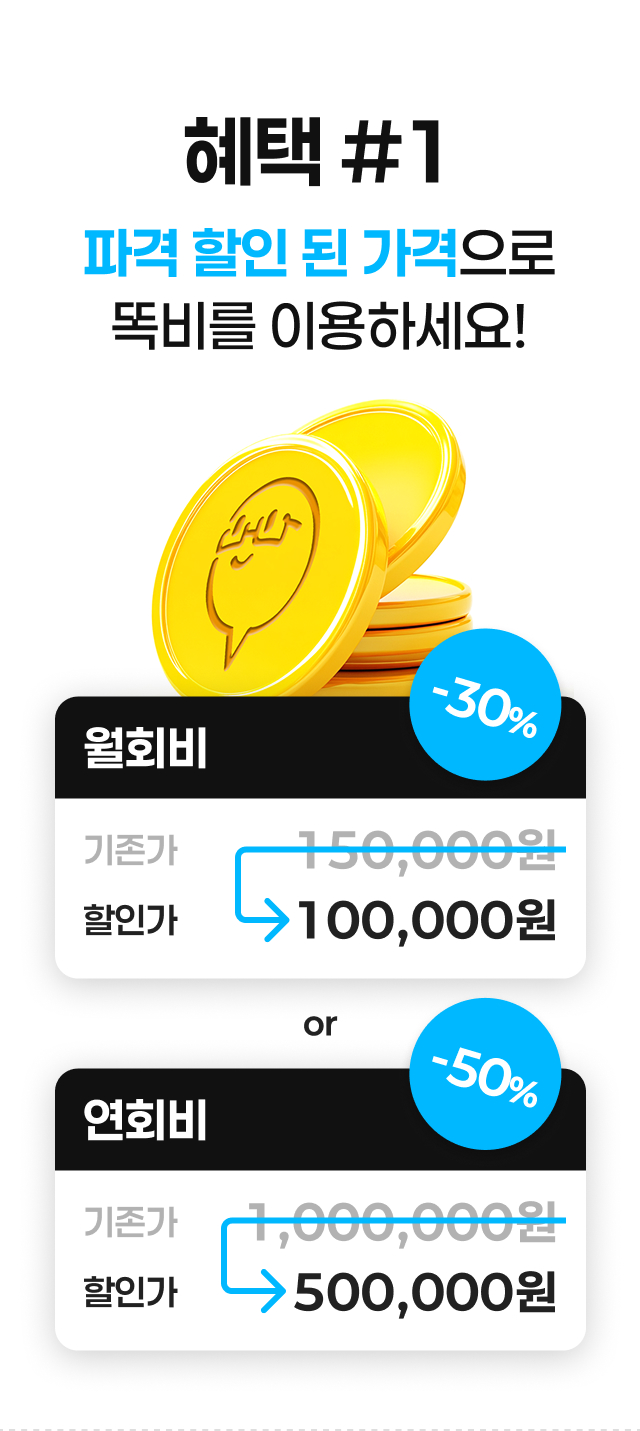 혜택 #1
파격 할인 된 가격으로
똑비를 이용하세요!
-30%
월회비
기존가 150,000원
할인가 100,000원
or
-50%
연회비
기존가 1,000,000원
할인가 500,000원